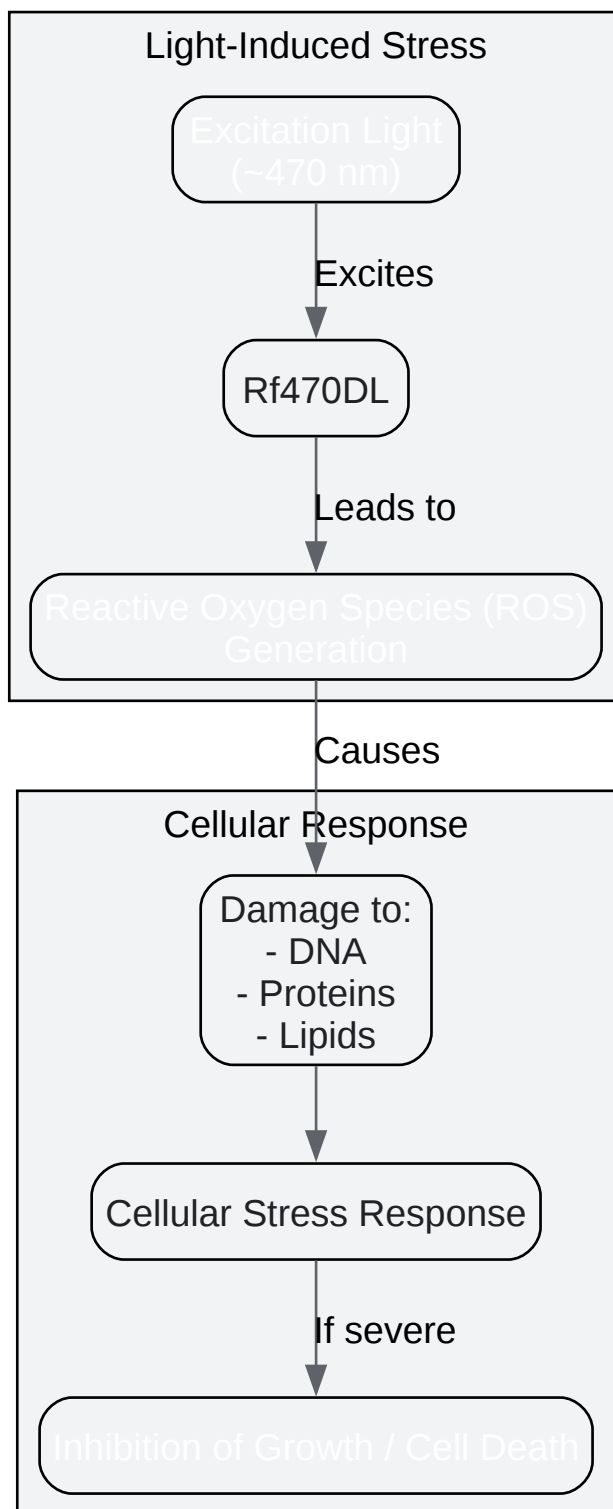 Light-Induced Stress
Excitation Light
(~470 nm)
Excites
Rf470DL
Leads to
Reactive Oxygen Species (ROS)
Generation
Causes
Cellular Response
Damage to:
- DNA
- Proteins
- Lipids
Cellular Stress Response
If severe
Inhibition of Growth / Cell Death